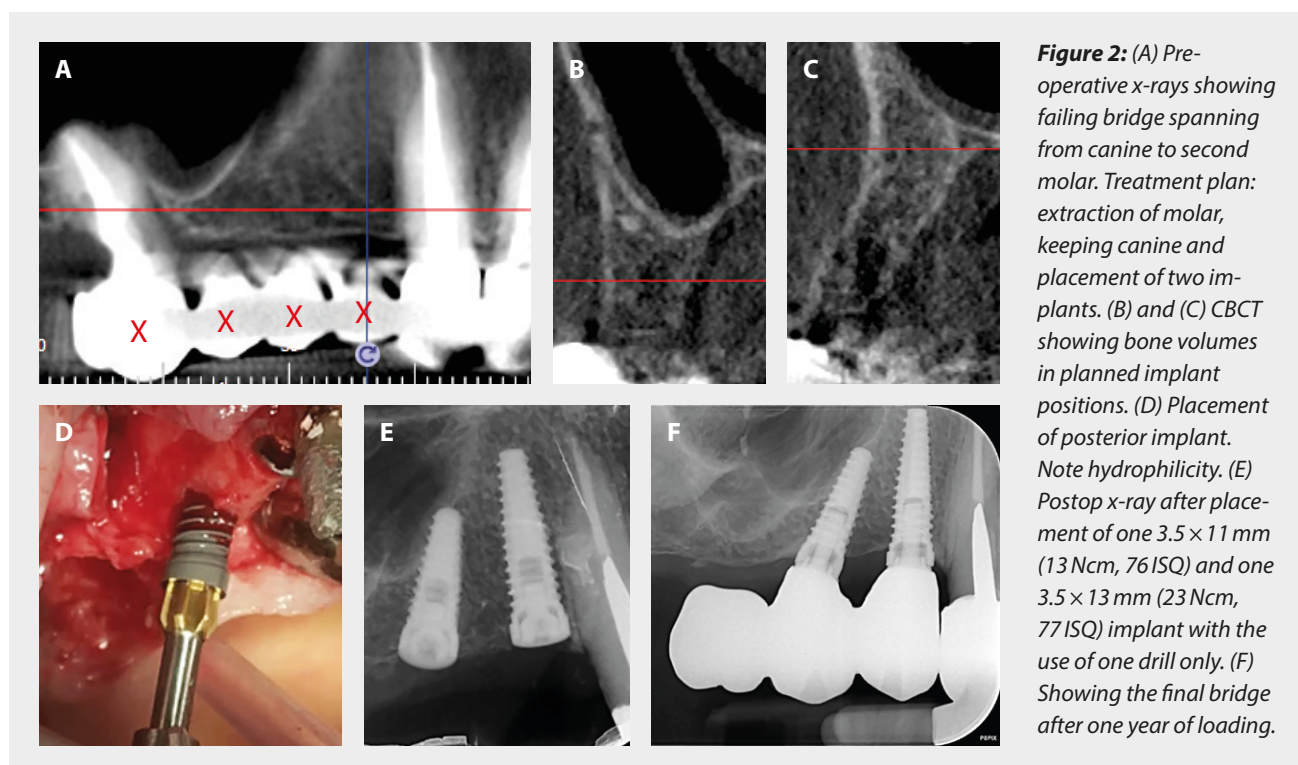 A
B
C
X X X X
0
D
E
F
PSPIX
Figure 2: (A) Pre-
operative x-rays showing
failing bridge spanning
from canine to second
molar. Treatment plan:
extraction of molar,
keeping canine and
placement of two im-
plants. (B) and (C) CBCT
showing bone volumes
in planned implant
positions. (D) Placement
of posterior implant.
Note hydrophilicity. (E)
Postop x-ray after place-
ment of one 3.5 × 11 mm
(13 Ncm, 76 ISQ) and one
3.5 × 13 mm (23 Ncm,
77 ISQ) implant with the
use of one drill only. (F)
Showing the final bridge
after one year of loading.